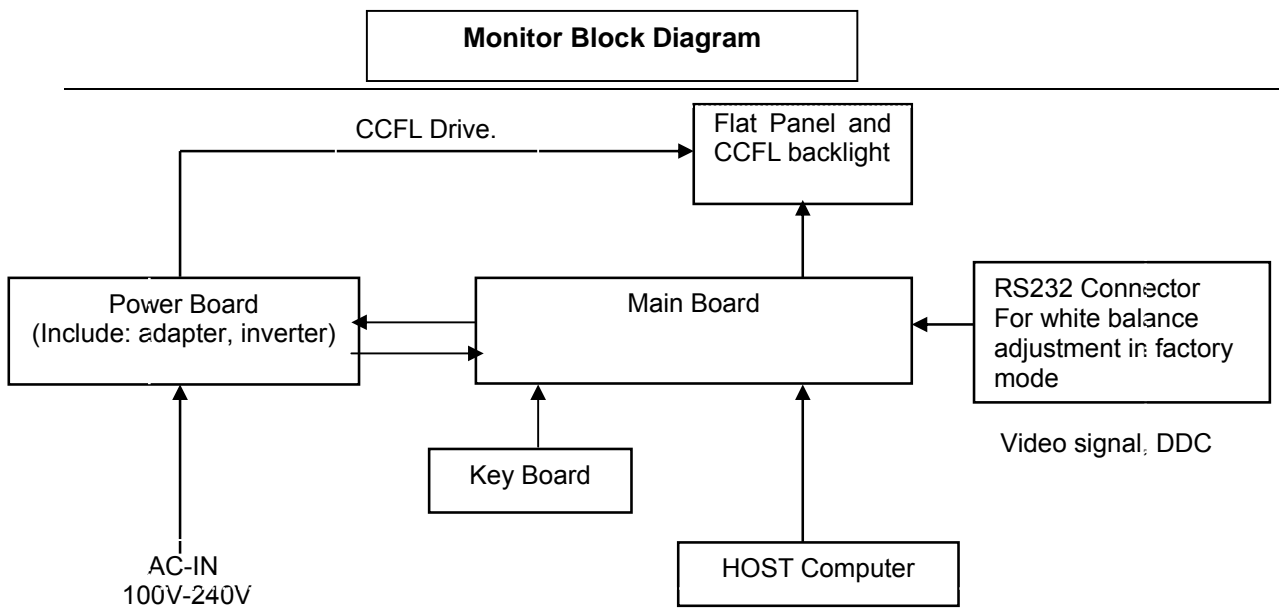 Monitor Block Diagram
CCFL Drive.
Flat Panel and
CCFL backlight
Power Board
(Include: adapter, inverter)
Main Board
RS232 Connector
For white balance
adjustment in factory
mode
Video signal, DDC
Key Board
AC-IN
100V-240V
HOST Computer